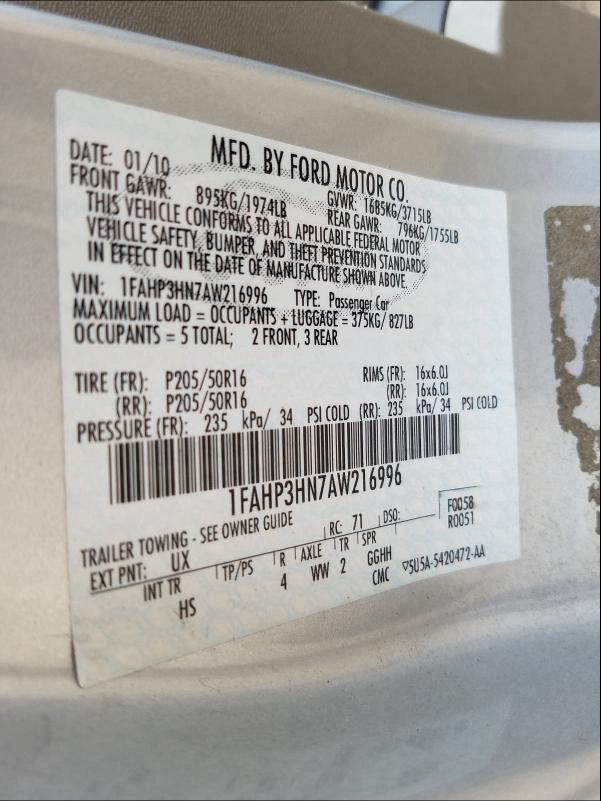 MFD. BY FORD MOTOR CO.
DATE: 01/10 GVWR: 1685KG/3715LB
FRONT GAWR: 895KG/1974LB REAR GAWR: 796KG/1755LB
THIS VEHICLE CONFORMS TO ALL APPLICABLE FEDERAL MOTOR
VEHICLE SAFETY, BUMPER, AND THEFT PREVENTION STANDARDS
IN EFFECT ON THE DATE OF MANUFACTURE SHOWN ABOVE.
VIN: 1FAHP3HN7AW216996 TYPE: Passenger Car
MAXIMUM LOAD = OCCUPANTS + LUGGAGE = 375KG/ 827LB
OCCUPANTS = 5 TOTAL; 2 FRONT, 3 REAR
TIRE (FR): P205/50R16 RIMS (FR): 16x6.0J
(RR): P205/50R16 (RR): 16x6.0J
PRESSURE (FR): 235 kPa/ 34 PSI COLD (RR): 235 kPa/ 34 PSI COLD
1FAHP3HN7AW216996
TRAILER TOWING - SEE OWNER GUIDE F0058
EXT PNT: UX RC: 71 DSO: R0051
INT TR TP/PS R AXLE TR SPR
HS 4 WW 2 GGHH
CMC ▽5U5A-5420472-AA